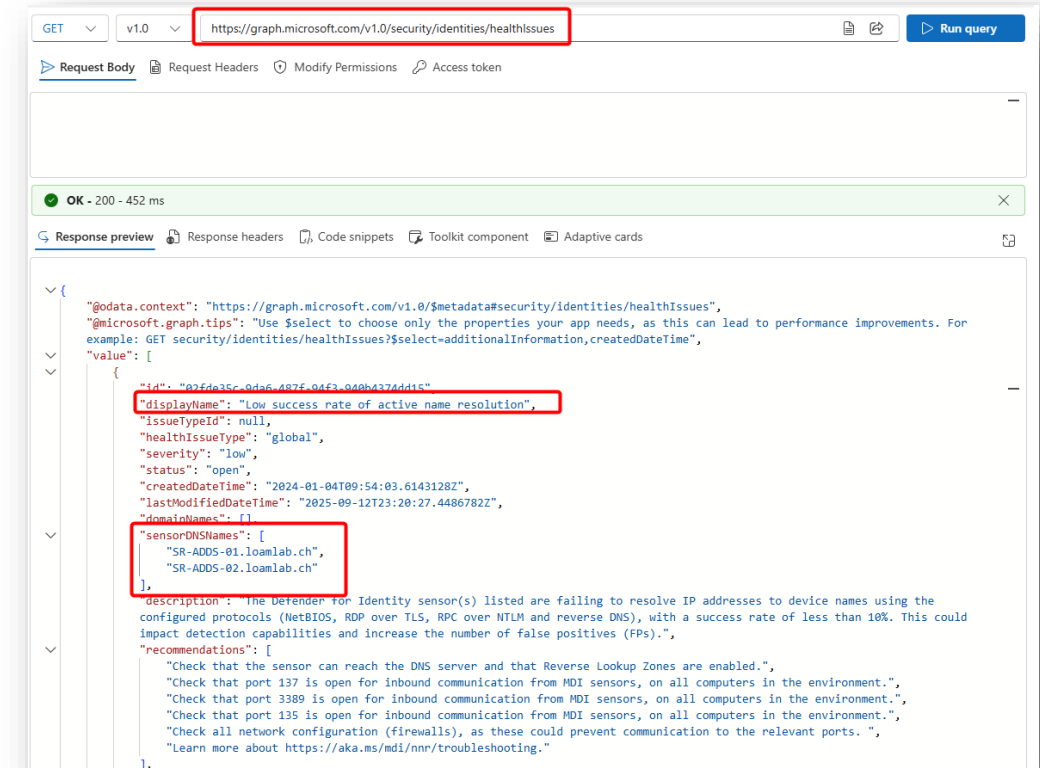 GET v1.0 https://graph.microsoft.com/v1.0/security/identities/healthIssues Run query
Request Body Request Headers Modify Permissions Access token
OK - 200 - 452 ms
Response preview Response headers Code snippets Toolkit component Adaptive cards
{
"@odata.context": "https://graph.microsoft.com/v1.0/$metadata#security/identities/healthIssues",
"@microsoft.graph.tips": "Use $select to choose only the properties your app needs, as this can lead to performance improvements. For
example: GET security/identities/healthIssues?$select=additionalInformation,createdDateTime",
"value": [
{
"id": "02fde35c-9da6-487f-94f3-940b4374dd15",
"displayName": "Low success rate of active name resolution",
"issueTypeId": null,
"healthIssueType": "global",
"severity": "low",
"status": "open",
"createdDateTime": "2024-01-04T09:54:03.6143128Z",
"lastModifiedDateTime": "2025-09-12T23:20:27.4486782Z",
"domainNames": [],
"sensorDNSNames": [
"SR-ADDS-01.loamlab.ch",
"SR-ADDS-02.loamlab.ch"
],
"description": "The Defender for Identity sensor(s) listed are failing to resolve IP addresses to device names using the
configured protocols (NetBIOS, RDP over TLS, RPC over NTLM and reverse DNS), with a success rate of less than 10%. This could
impact detection capabilities and increase the number of false positives (FPs).",
"recommendations": [
"Check that the sensor can reach the DNS server and that Reverse Lookup Zones are enabled.",
"Check that port 137 is open for inbound communication from MDI sensors, on all computers in the environment.",
"Check that port 3389 is open for inbound communication from MDI sensors, on all computers in the environment.",
"Check that port 135 is open for inbound communication from MDI sensors, on all computers in the environment.",
"Check all network configuration (firewalls), as these could prevent communication to the relevant ports. ",
"Learn more about https://aka.ms/mdi/nnr/troubleshooting."
],